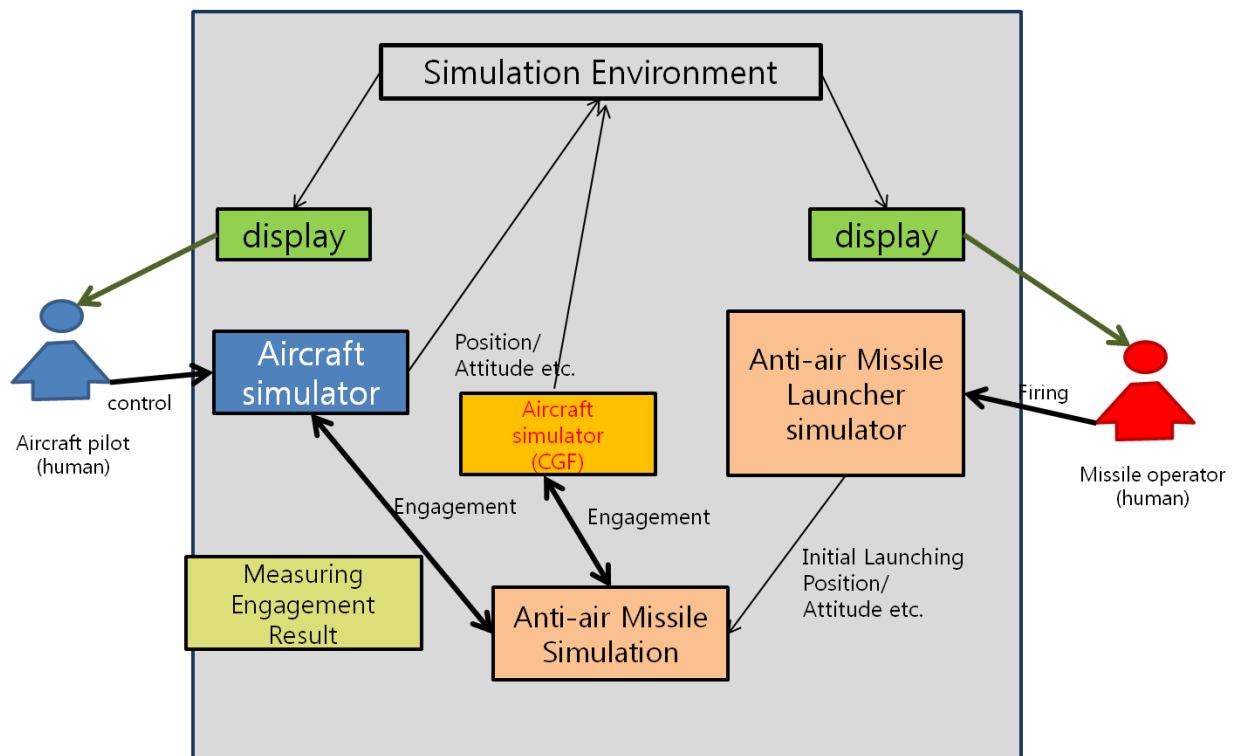 Simulation Environment
display
display
Aircraft
simulator
Position/
Attitude etc.
Aircraft
simulator
(CGF)
Anti-air Missile
Launcher
simulator
Firing
control
Aircraft pilot
(human)
Missile operator
(human)
Engagement
Engagement
Initial Launching
Position/
Attitude etc.
Measuring
Engagement
Result
Anti-air Missile
Simulation